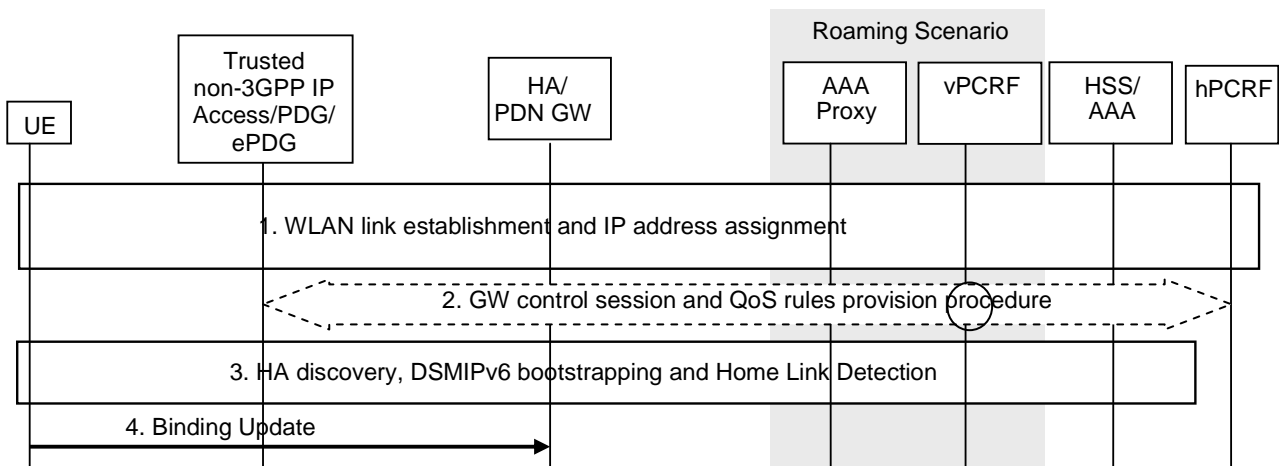 Roaming Scenario
UE
Trusted
non-3GPP IP
Access/PDG/
ePDG
HA/
PDN GW
AAA
Proxy
vPCRF
HSS/
AAA
hPCRF
1. WLAN link establishment and IP address assignment
2. GW control session and QoS rules provision procedure
3. HA discovery, DSMIPv6 bootstrapping and Home Link Detection
4. Binding Update